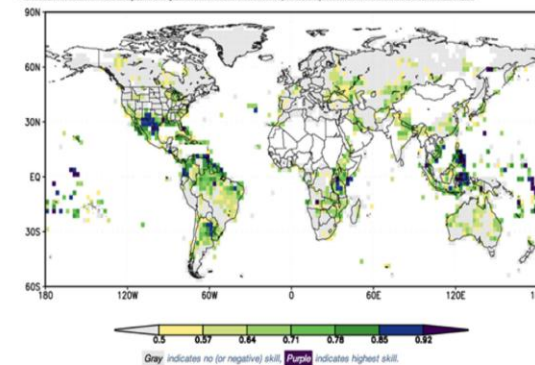 90N
60N
30N
EQ
30S
60S
180 120W 60W 0 60E 120E
0.5 0.57 0.64 0.71 0.78 0.85 0.92
Gray indicates no (or negative) skill, Purple indicates highest skill.